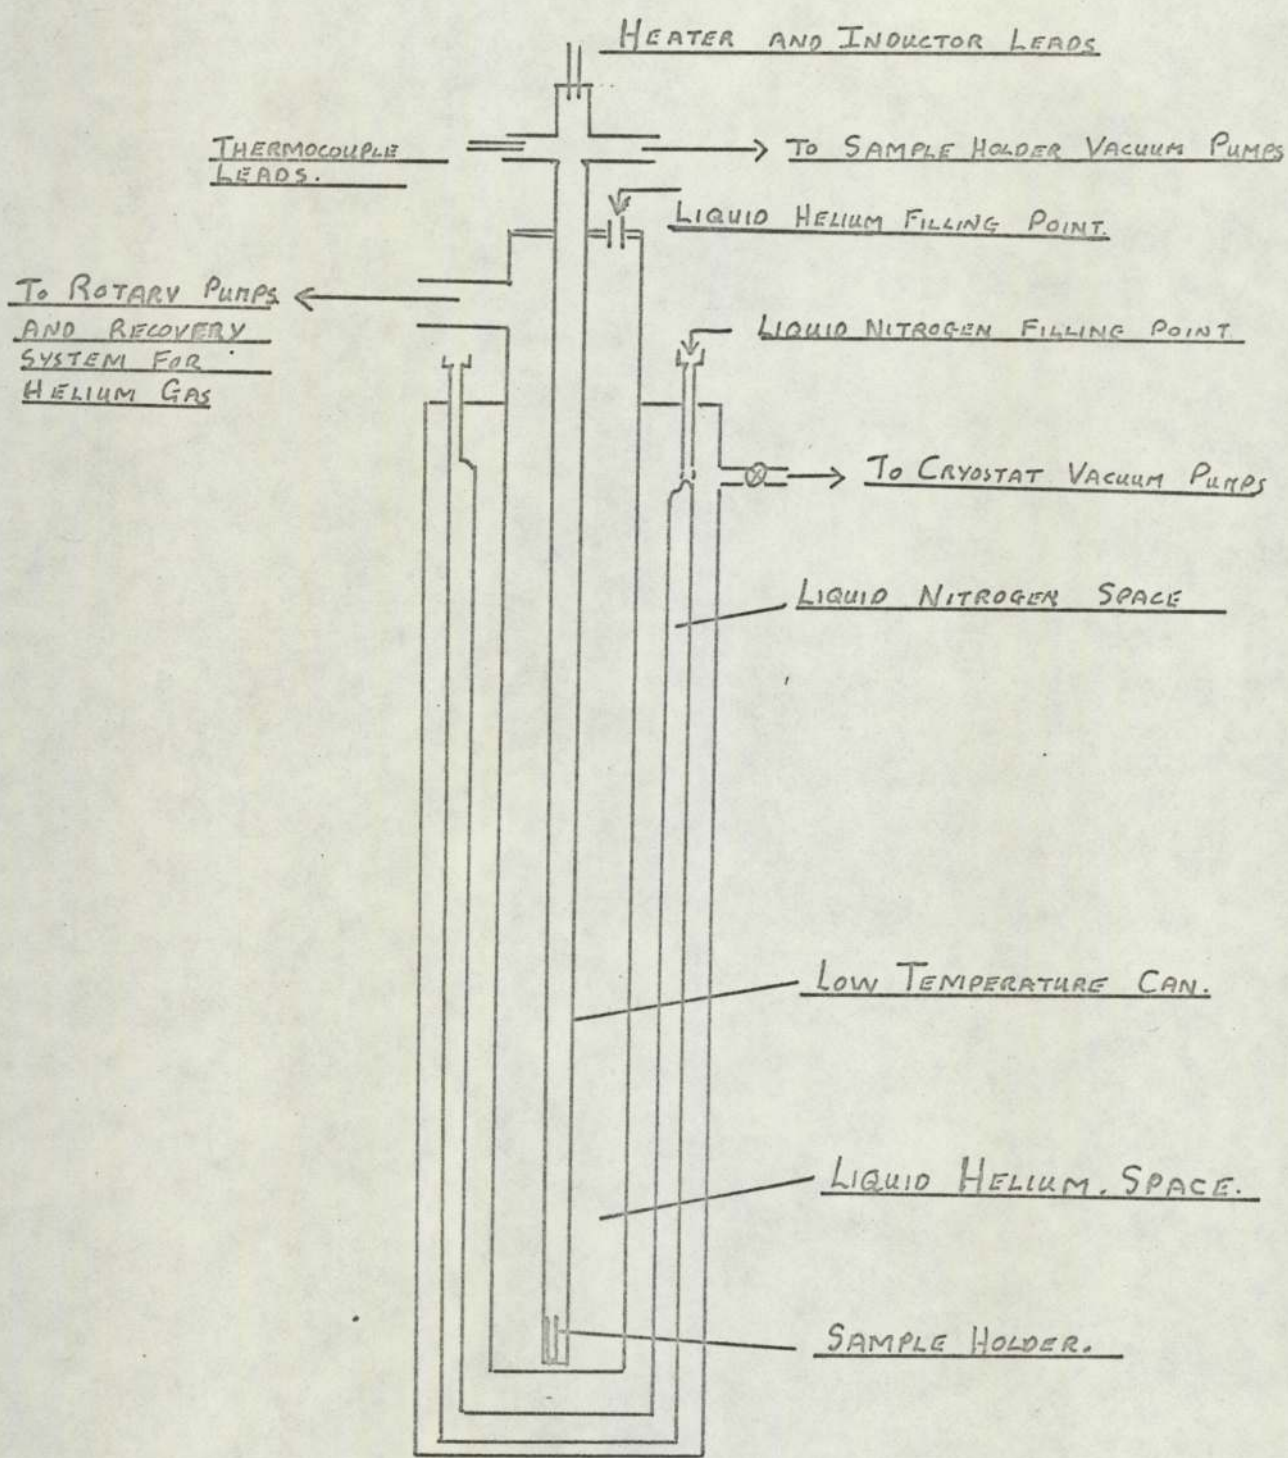 HEATER AND INDUCTOR LEADS
THERMOCOUPLE
LEADS.
TO SAMPLE HOLDER VACUUM PUMPS
LIQUID HELIUM FILLING POINT.
TO ROTARY PUMPS
AND RECOVERY
SYSTEM FOR
HELIUM GAS
LIQUID NITROGEN FILLING POINT
TO CRYOSTAT VACUUM PUMPS
LIQUID NITROGEN SPACE
LOW TEMPERATURE CAN.
LIQUID HELIUM. SPACE.
SAMPLE HOLDER.